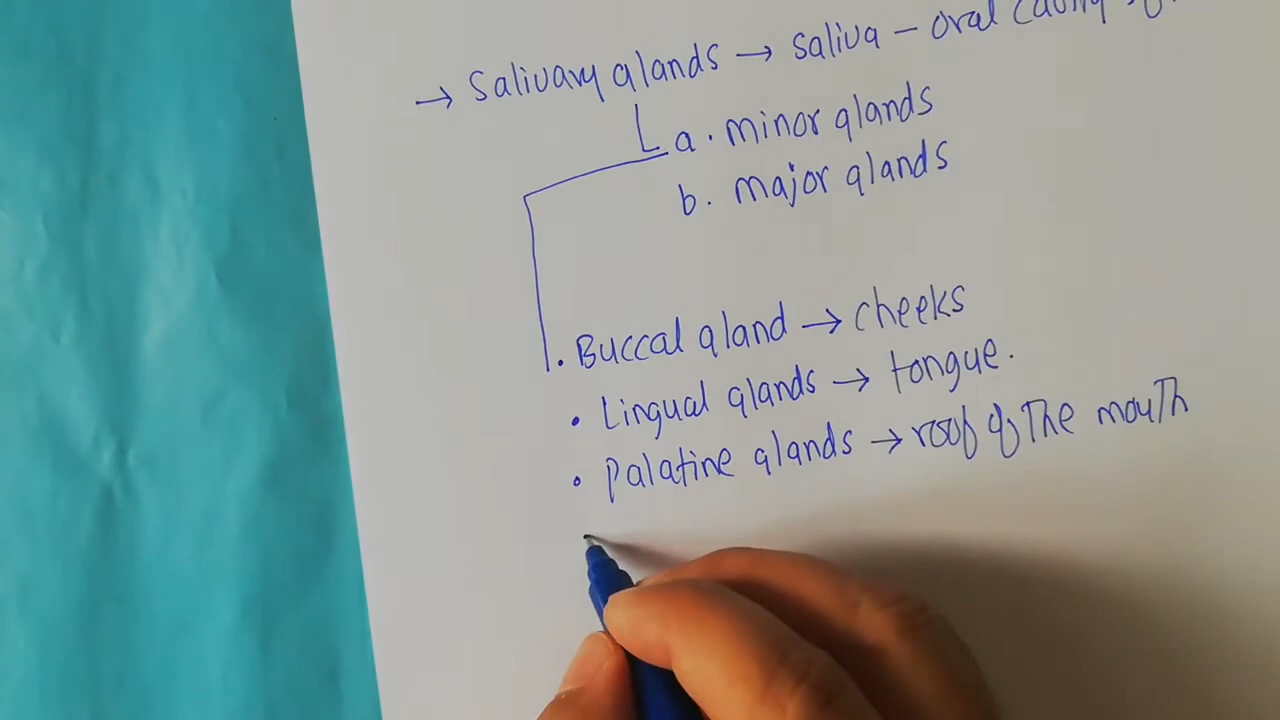 → Salivary glands → saliva - oral
a. minor glands
b. major glands
. Buccal gland → cheeks
. Lingual glands → tongue.
. Palatine glands → roof of The mouTh